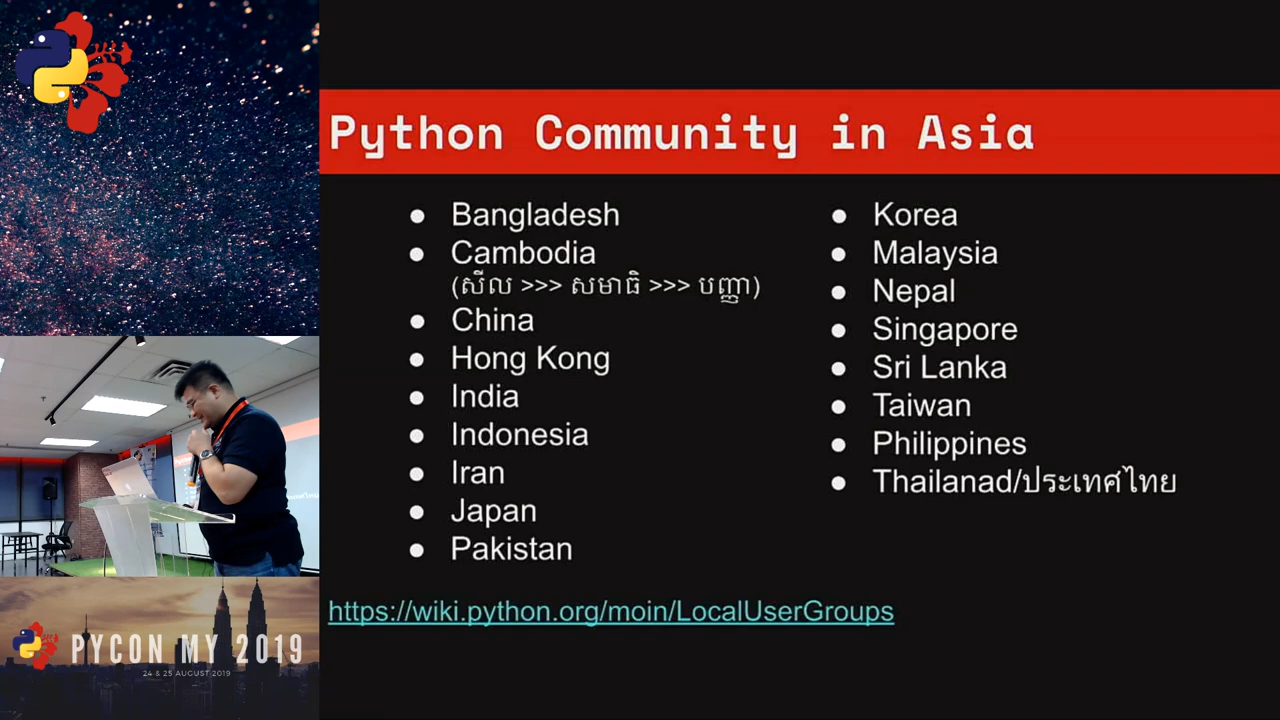 Python Community in Asia
Bangladesh
Cambodia
(សីល >>> សមាធិ >>> បញ្ញា)
China
Hong Kong
India
Indonesia
Iran
Japan
Pakistan
Korea
Malaysia
Nepal
Singapore
Sri Lanka
Taiwan
Philippines
Thailanad/ประเทศไทย
https://wiki.python.org/moin/LocalUserGroups
PYCON MY 2019
24 & 25 AUGUST 2019